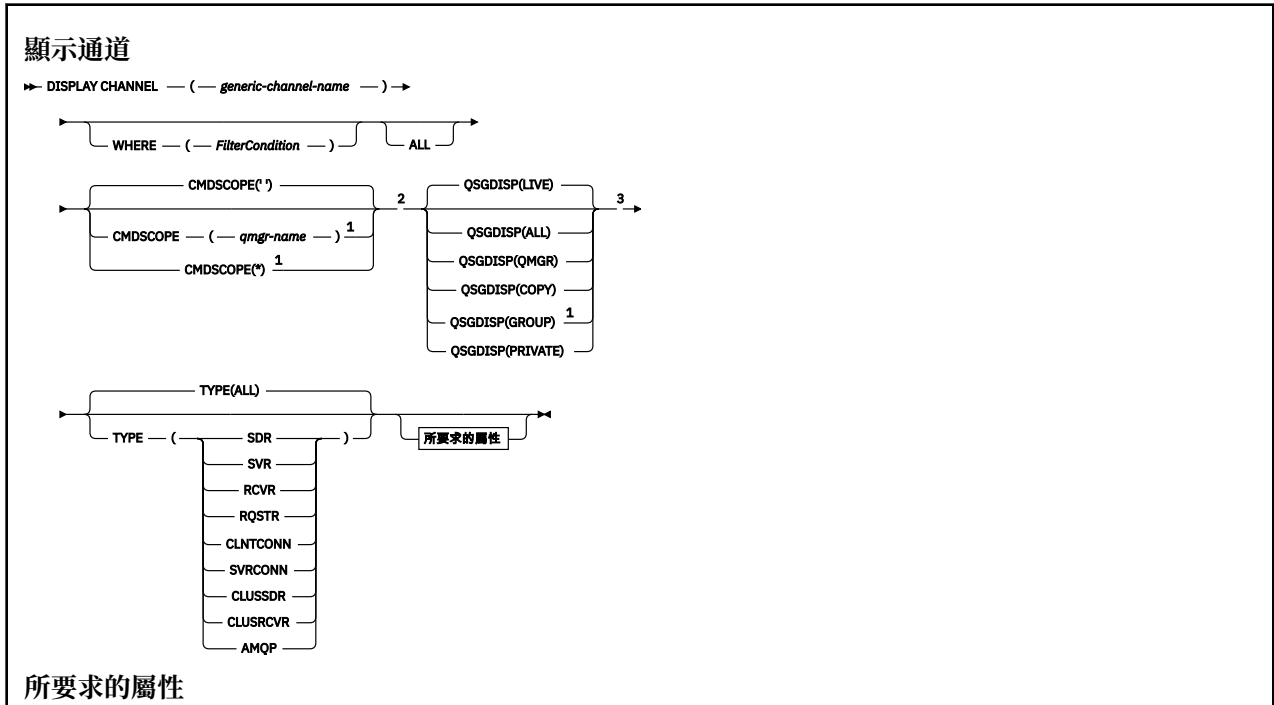 顯示通道
DISPLAY CHANNEL ( generic-channel-name )
WHERE ( FilterCondition ) ALL
CMDSCOPE(' ') 2 QSGDISP(LIVE) 3
CMDSCOPE ( qmgr-name ) 1 QSGDISP(ALL)
CMDSCOPE(*) 1 QSGDISP(QMGR)
QSGDISP(COPY)
QSGDISP(GROUP) 1
QSGDISP(PRIVATE)
TYPE(ALL)
TYPE ( SDR ) 所要求的屬性
SVR
RCVR
RQSTR
CLNTCONN
SVRCONN
CLUSSDR
CLUSRCVR
AMQP
所要求的屬性